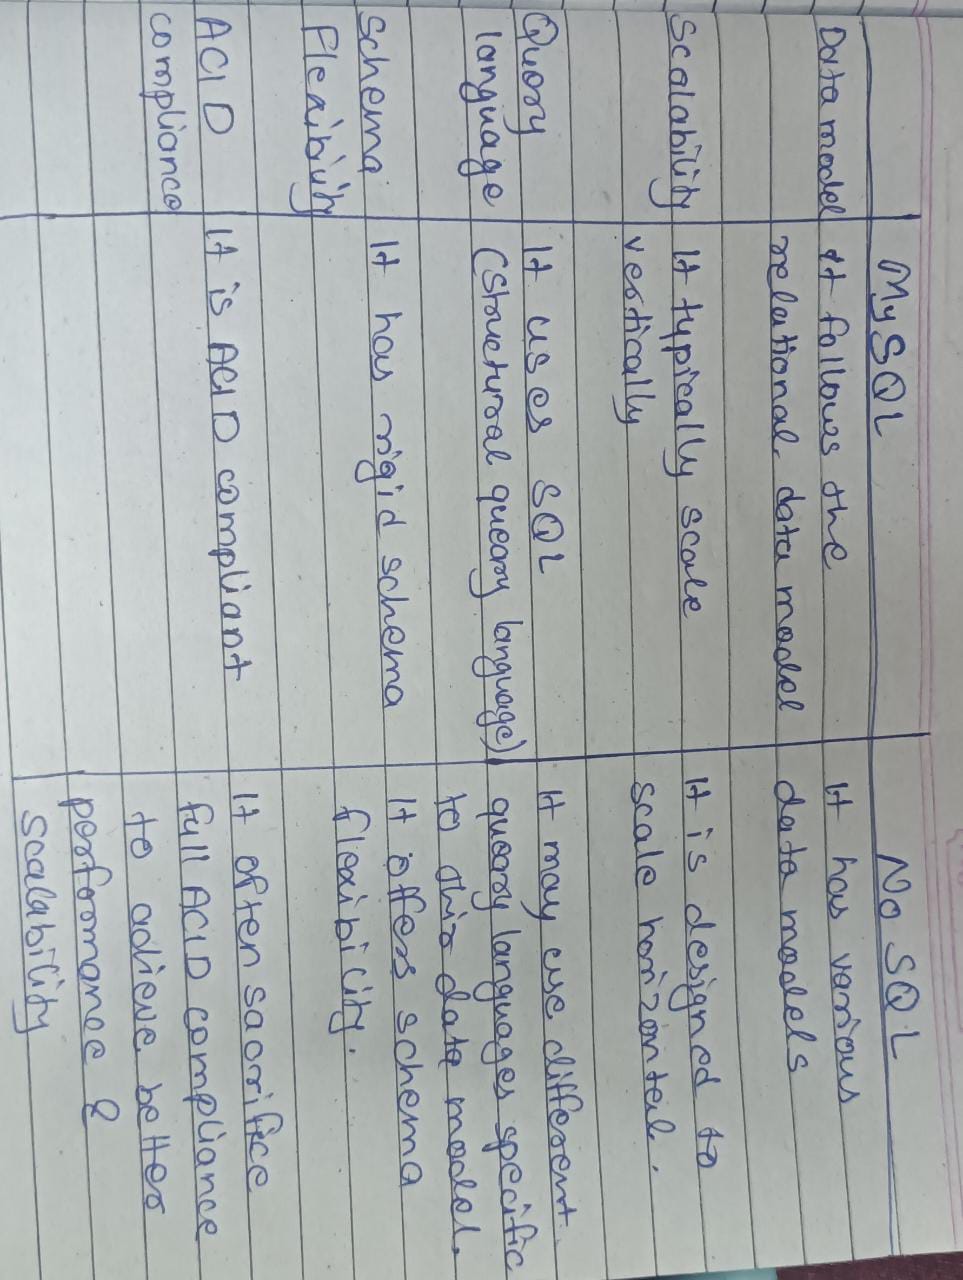 MySQL No SQL
Data model It follows the It has various
relational data model data models
Scalability It typically scale It is designed to
vertically scale horizontal.
Query It uses SQL It may use different
language (Structural queary language) queary languages specific
to thir data model.
Schema It has rigid schema It offers schema
Flexibility flexibility.
ACID It is ACID compliant It often sacrifice
compliance full ACID compliance
to achieve better
performance &
scalability